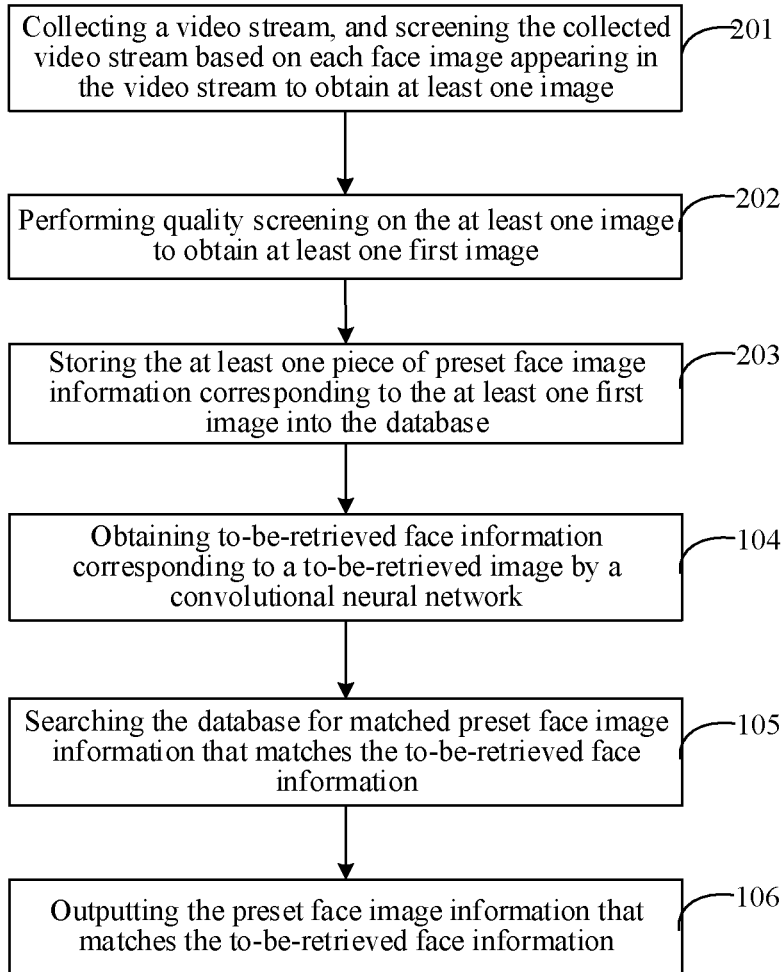 Collecting a video stream, and screening the collected
video stream based on each face image appearing in
the video stream to obtain at least one image
201
Performing quality screening on the at least one image
to obtain at least one first image
202
Storing the at least one piece of preset face image
information corresponding to the at least one first
image into the database
203
Obtaining to-be-retrieved face information
corresponding to a to-be-retrieved image by a
convolutional neural network
104
Searching the database for matched preset face image
information that matches the to-be-retrieved face
information
105
Outputting the preset face image information that
matches the to-be-retrieved face information
106